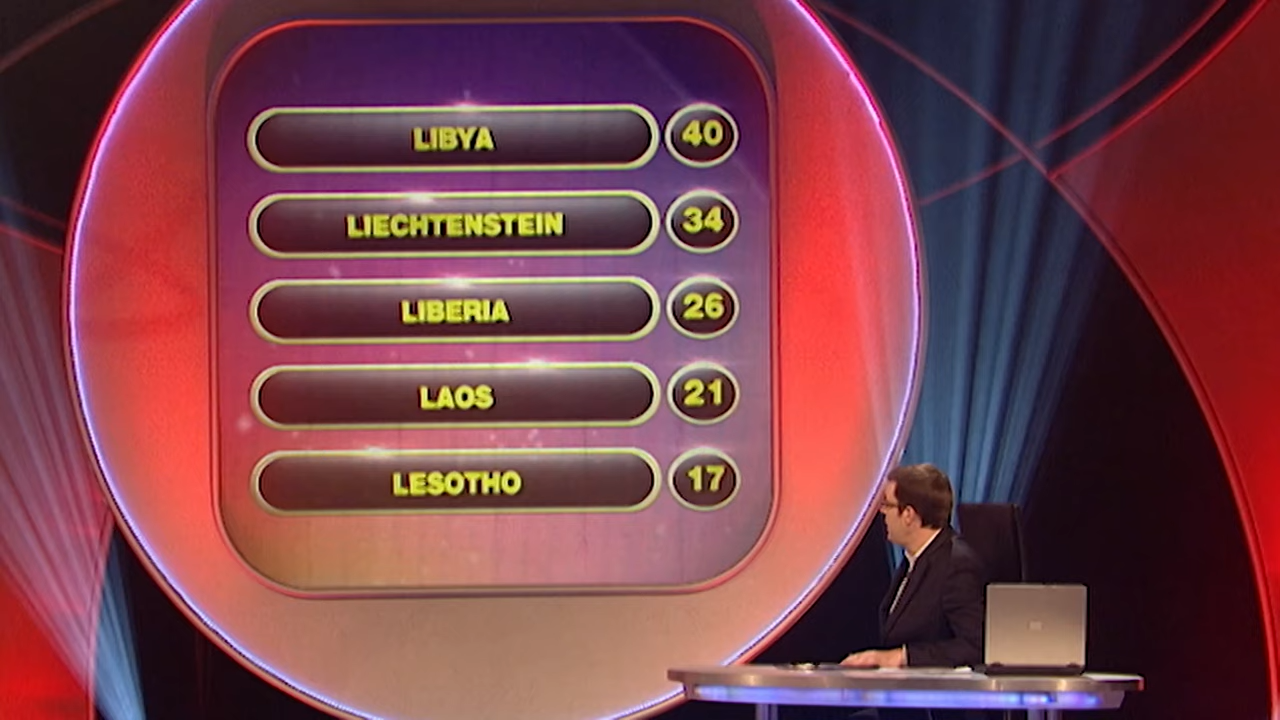 LIBYA 40
LIECHTENSTEIN 34
LIBERIA 26
LAOS 21
LESOTHO 17